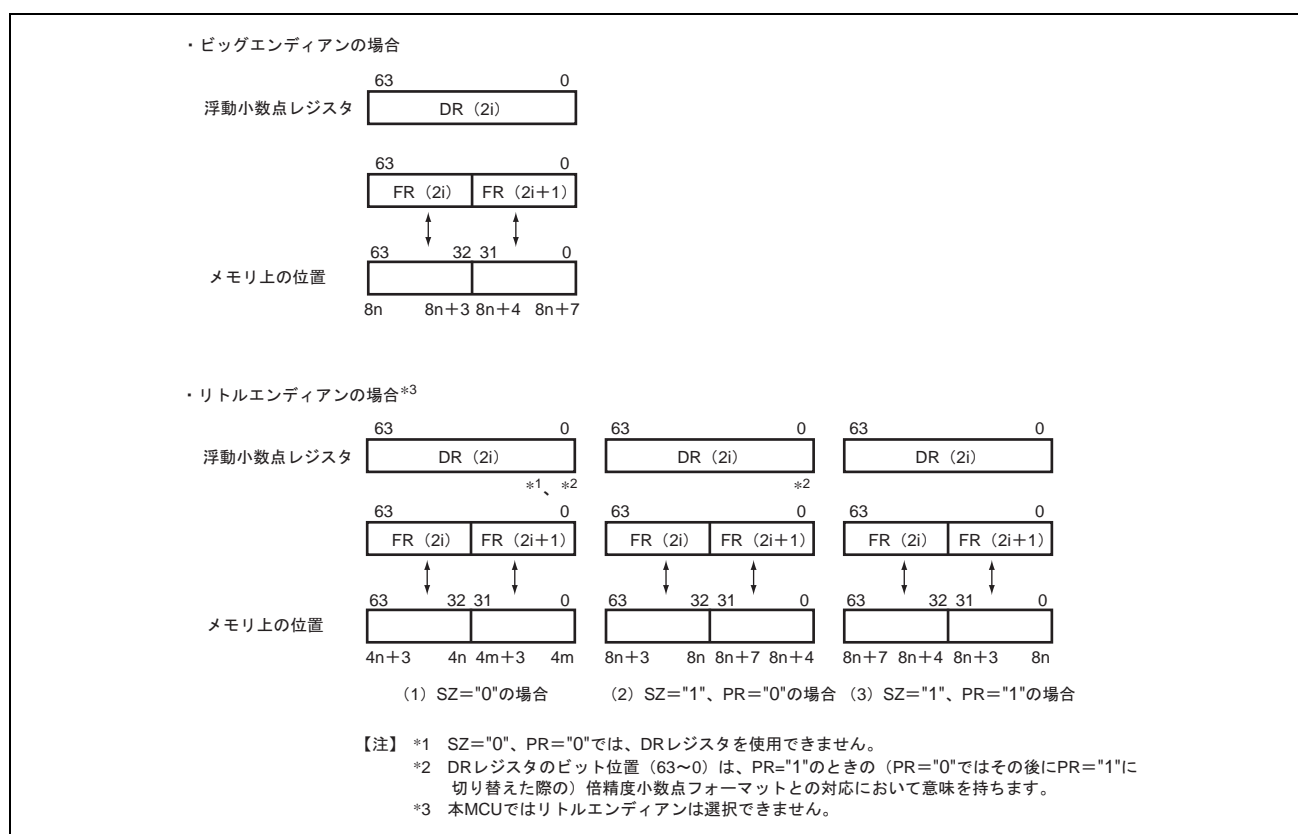 ・ビッグエンディアンの場合
63 0
浮動小数点レジスタ DR（2i）
63 0
FR（2i） FR（2i＋1）
63 32 31 0
メモリ上の位置
8n 8n＋3 8n＋4 8n＋7
・リトルエンディアンの場合*3
63 0 63 0 63 0
浮動小数点レジスタ DR（2i） DR（2i） DR（2i）
*1、*2 *2
63 0 63 0 63 0
FR（2i） FR（2i＋1） FR（2i） FR（2i＋1） FR（2i） FR（2i＋1）
63 32 31 0 63 32 31 0 63 32 31 0
メモリ上の位置
4n＋3 4n 4m＋3 4m 8n＋3 8n 8n＋7 8n＋4 8n＋7 8n＋4 8n＋3 8n
（1）SZ＝"0"の場合 （2）SZ＝"1"、PR＝"0"の場合 （3）SZ＝"1"、PR＝"1"の場合
【注】 *1 SZ＝"0"、PR＝"0"では、DRレジスタを使用できません。
*2 DRレジスタのビット位置（63～0）は、PR="1"のときの（PR＝"0"ではその後にPR＝"1"に
切り替えた際の）倍精度小数点フォーマットとの対応において意味を持ちます。
*3 本MCUではリトルエンディアンは選択できません。